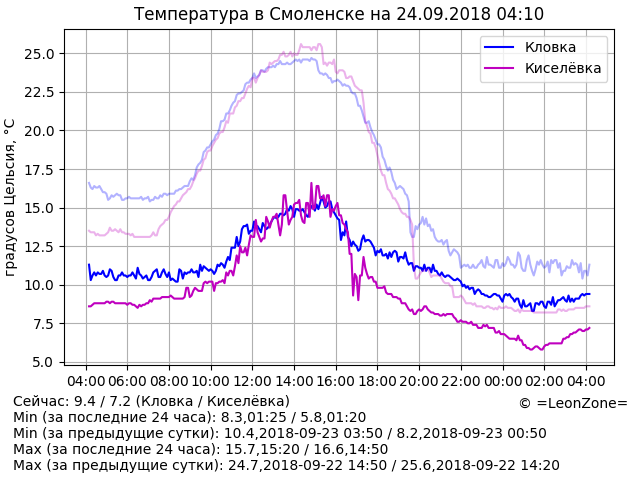 Температура в Смоленске на 24.09.2018 04:10
Кловка
Киселёвка
градусов Цельсия, °C
25.0
22.5
20.0
17.5
15.0
12.5
10.0
7.5
5.0
04:00 06:00 08:00 10:00 12:00 14:00 16:00 18:00 20:00 22:00 00:00 02:00 04:00
Сейчас: 9.4 / 7.2 (Кловка / Киселёвка)
© =LeonZone=
Min (за последние 24 часа): 8.3,01:25 / 5.8,01:20
Min (за предыдущие сутки): 10.4,2018-09-23 03:50 / 8.2,2018-09-23 00:50
Max (за последние 24 часа): 15.7,15:20 / 16.6,14:50
Max (за предыдущие сутки): 24.7,2018-09-22 14:50 / 25.6,2018-09-22 14:20